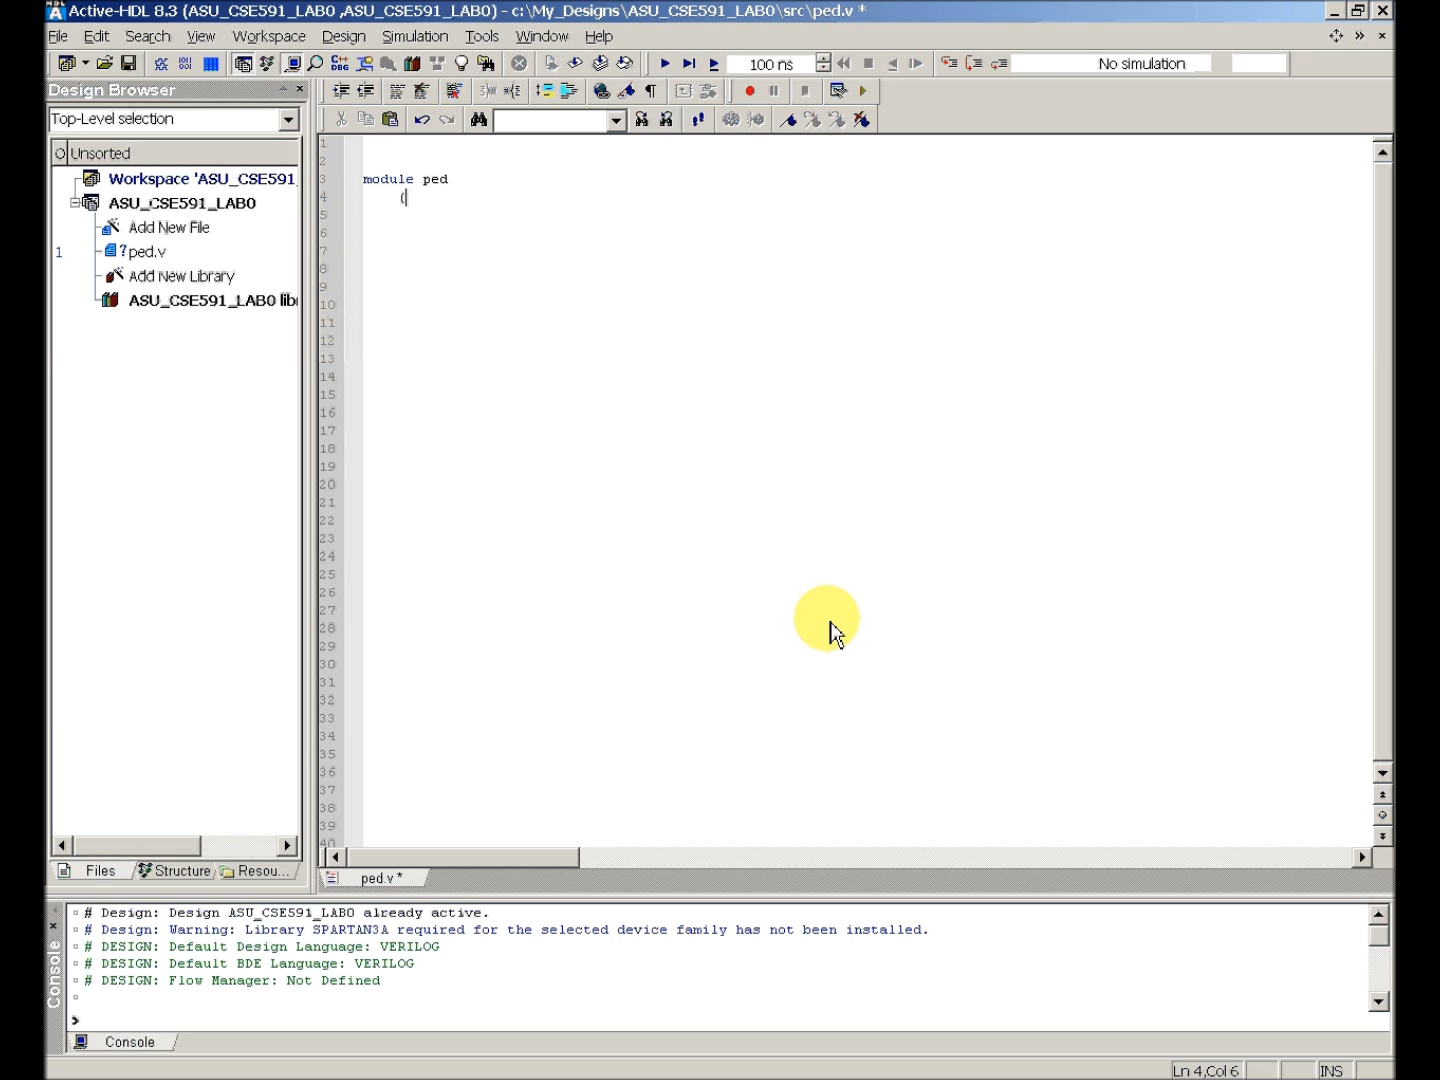 Active-HDL 8.3 (ASU_CSE591_LAB0 ,ASU_CSE591_LAB0) - c:\My_Designs\ASU_CSE591_LAB0\src\ped.v *
File Edit Search View Workspace Design Simulation Tools Window Help
100 ns No simulation
Design Browser
Top-Level selection
O Unsorted
Workspace 'ASU_CSE591_
ASU_CSE591_LAB0
Add New File
1 ? ped.v
Add New Library
ASU_CSE591_LAB0 libr
Files Structure Resou...
1
2
3 module ped
4 (
5
6
7
8
9
10
11
12
13
14
15
16
17
18
19
20
21
22
23
24
25
26
27
28
29
30
31
32
33
34
35
36
37
38
39
40
ped.v *
# Design: Design ASU_CSE591_LAB0 already active.
# Design: Warning: Library SPARTAN3A required for the selected device family has not been installed.
# DESIGN: Default Design Language: VERILOG
# DESIGN: Default BDE Language: VERILOG
# DESIGN: Flow Manager: Not Defined
>
Console
Console
Ln 4,Col 6 INS